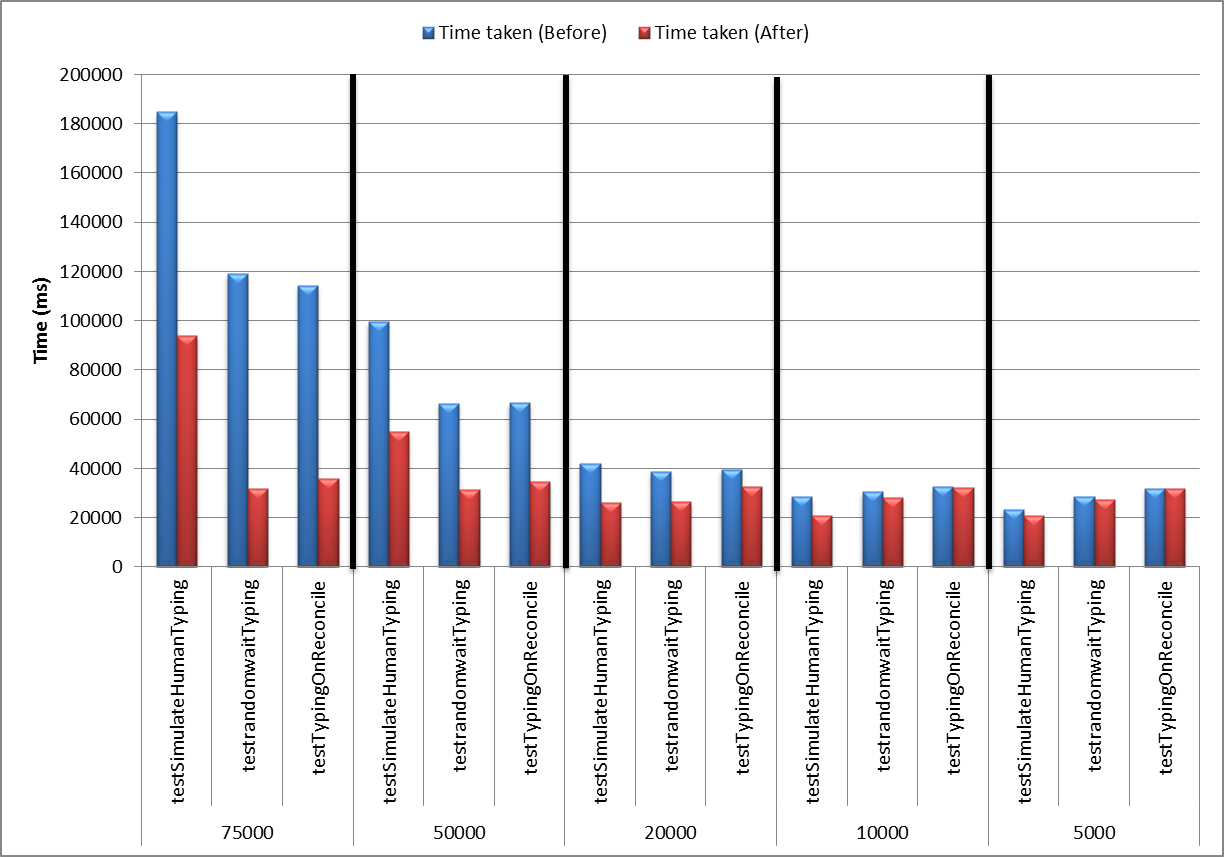 Time taken (Before) Time taken (After)
200000
180000
160000
140000
120000
100000
80000
60000
40000
20000
0
Time (ms)
testSimulateHumanTyping
testrandomwaitTyping
testTypingOnReconcile
testSimulateHumanTyping
testrandomwaitTyping
testTypingOnReconcile
testSimulateHumanTyping
testrandomwaitTyping
testTypingOnReconcile
testSimulateHumanTyping
testrandomwaitTyping
testTypingOnReconcile
testSimulateHumanTyping
testrandomwaitTyping
testTypingOnReconcile
75000 50000 20000 10000 5000